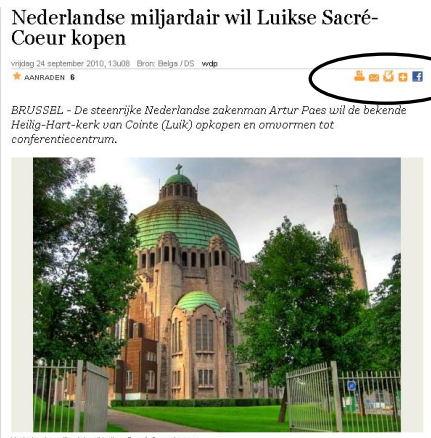 Nederlandse miljardair wil Luikse Sacré-
Coeur kopen
vrijdag 24 september 2010, 13u08 Bron: Belga / DS wdp
AANRADEN 6
BRUSSEL - De steenrijke Nederlandse zakenman Artur Paes wil de bekende
Heilig-Hart-kerk van Cointe (Luik) opkopen en omvormen tot
conferentiecentrum.